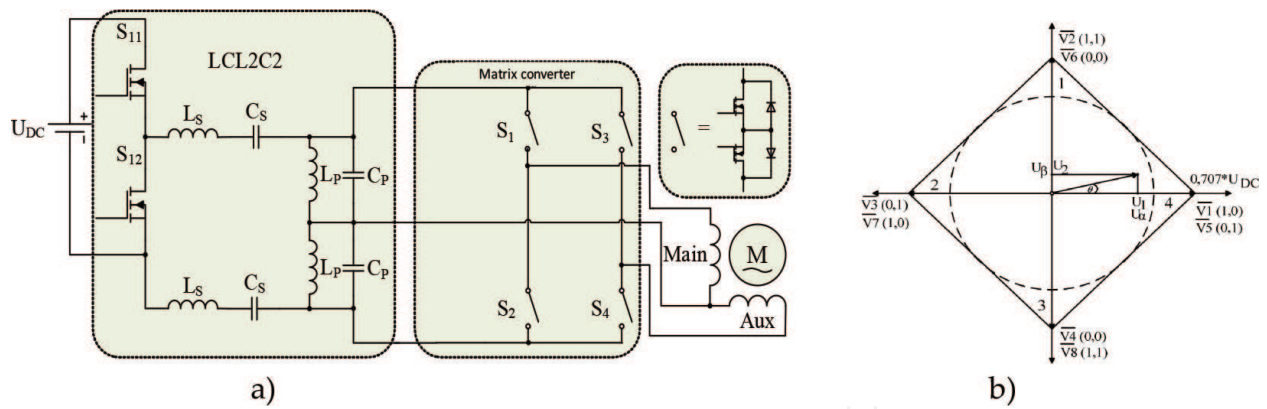 S11
LCL2C2
UDC
+
LS
CS
S12
LP
CP
LP
CP
LS
CS
Matrix converter
S1
S3
S2
S4
=
Main
M
Aux
a)
V2 (1,1)
V6 (0,0)
1
Uβ
U2
θ
U1
Uα
2
V3 (0,1)
V7 (1,0)
4
0,707*U DC
V1 (1,0)
V5 (0,1)
3
V4 (0,0)
V8 (1,1)
b)